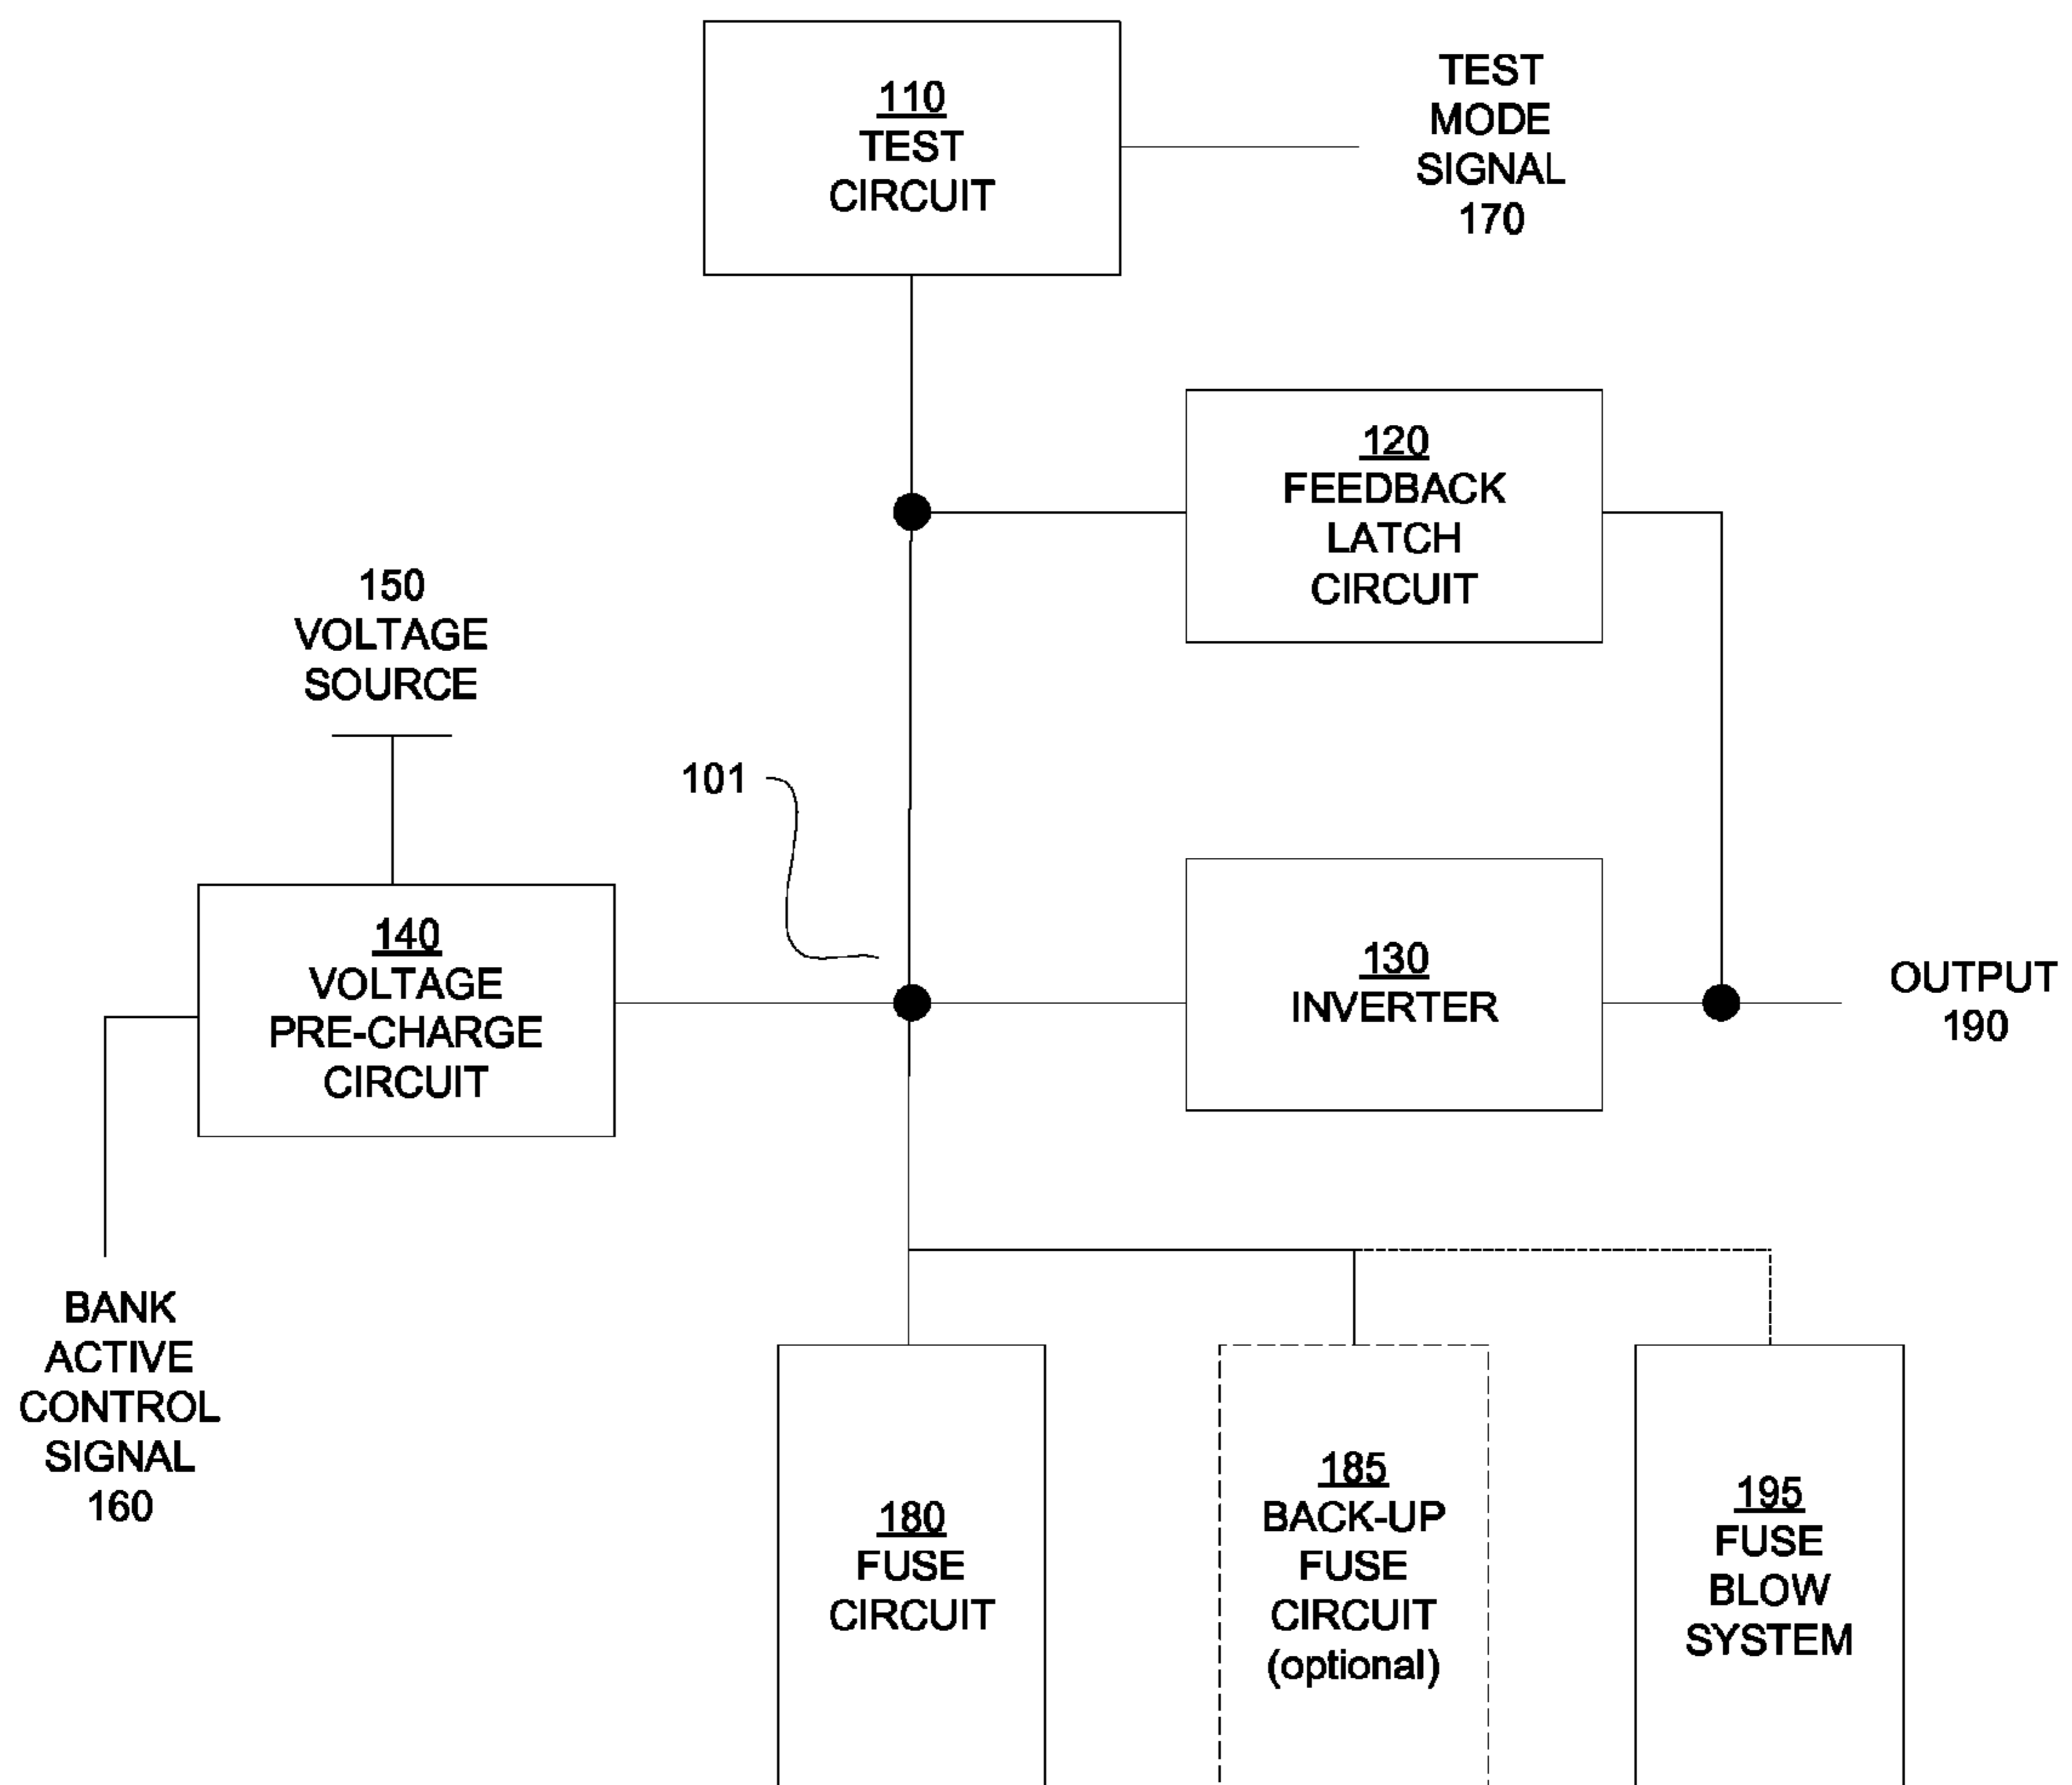 110
TEST
CIRCUIT
TEST
MODE
SIGNAL
170
120
FEEDBACK
LATCH
CIRCUIT
150
VOLTAGE
SOURCE
101
140
VOLTAGE
PRE-CHARGE
CIRCUIT
130
INVERTER
OUTPUT
190
BANK
ACTIVE
CONTROL
SIGNAL
160
180
FUSE
CIRCUIT
185
BACK-UP
FUSE
CIRCUIT
(optional)
195
FUSE
BLOW
SYSTEM